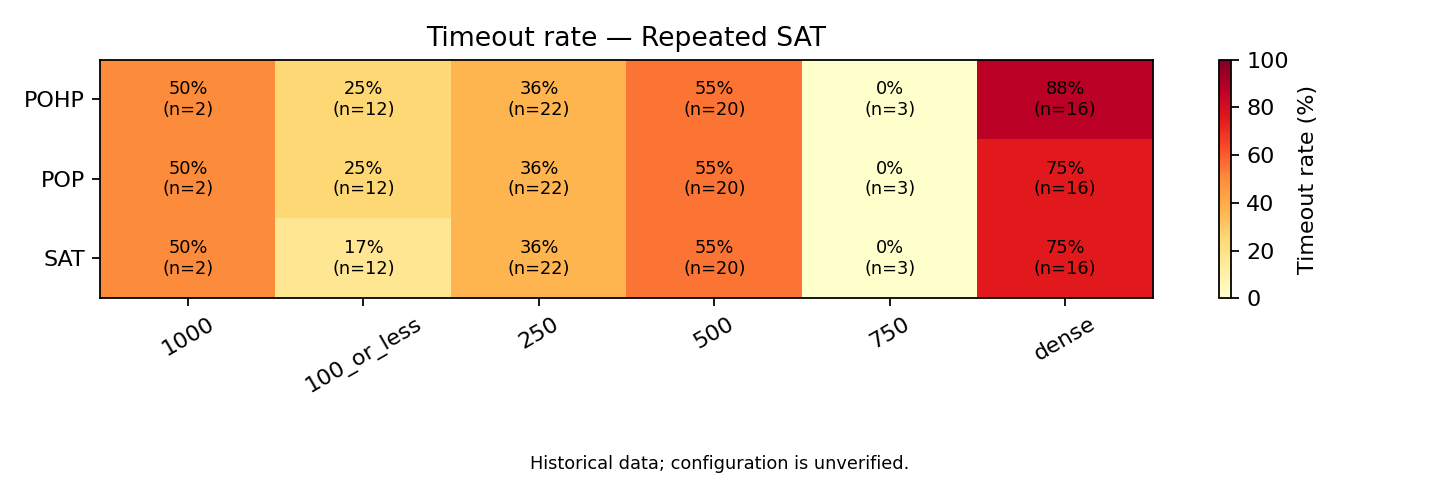 Timeout rate — Repeated SAT
POHP
50% 25% 36% 55% 0% 88%
(n=2) (n=12) (n=22) (n=20) (n=3) (n=16)
POP
50% 25% 36% 55% 0% 75%
(n=2) (n=12) (n=22) (n=20) (n=3) (n=16)
SAT
50% 17% 36% 55% 0% 75%
(n=2) (n=12) (n=22) (n=20) (n=3) (n=16)
1000 100_or_less 250 500 750 dense
100
80
60
40
20
0
Timeout rate (%)
Historical data; configuration is unverified.